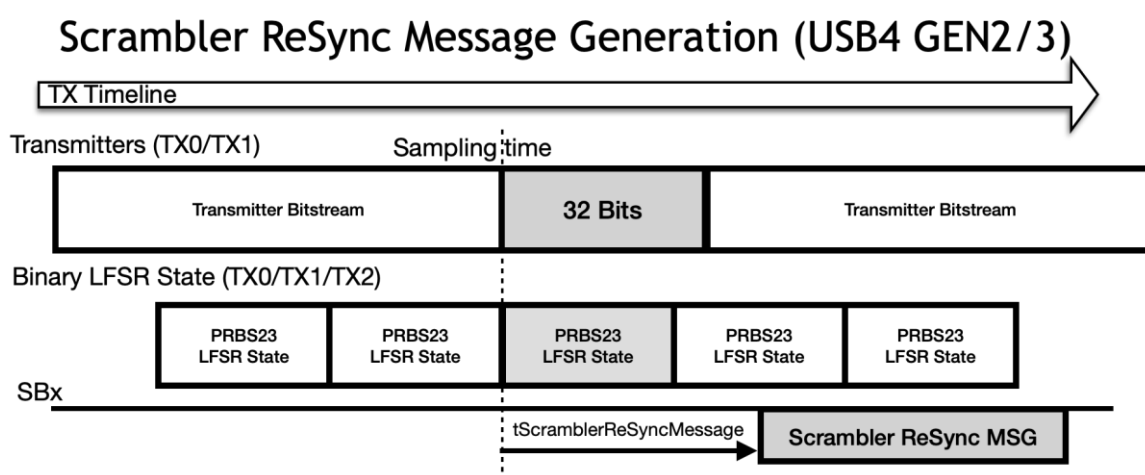 Scrambler ReSync Message Generation (USB4 GEN2/3)
TX Timeline
Transmitters (TX0/TX1)
Sampling time
Transmitter Bitstream
32 Bits
Transmitter Bitstream
Binary LFSR State (TX0/TX1/TX2)
PRBS23
LFSR State
PRBS23
LFSR State
PRBS23
LFSR State
PRBS23
LFSR State
PRBS23
LFSR State
SBx
tScramblerReSyncMessage
Scrambler ReSync MSG